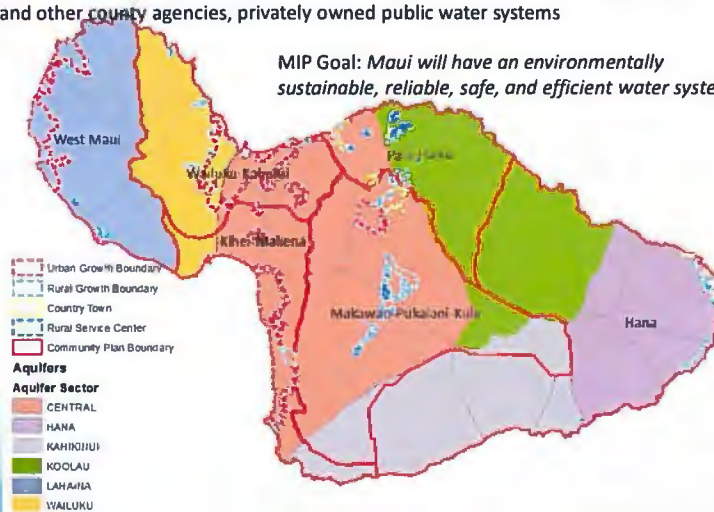 and other county agencies, privately owned public water systems
MIP Goal: Maui will have an environmentally
sustainable, reliable, safe, and efficient water syste
West Maui
Wailuku-Kahului
Kihei-Makena
Makawao-Pukalani-Kula
Hana
Urban Growth Boundary
Rural Growth Boundary
Country Town
Rural Service Center
Community Plan Boundary
Aquifers
Aquifer Sector
CENTRAL
HANA
KAHIKINUI
KOOLAU
LAHAINA
WAILUKU